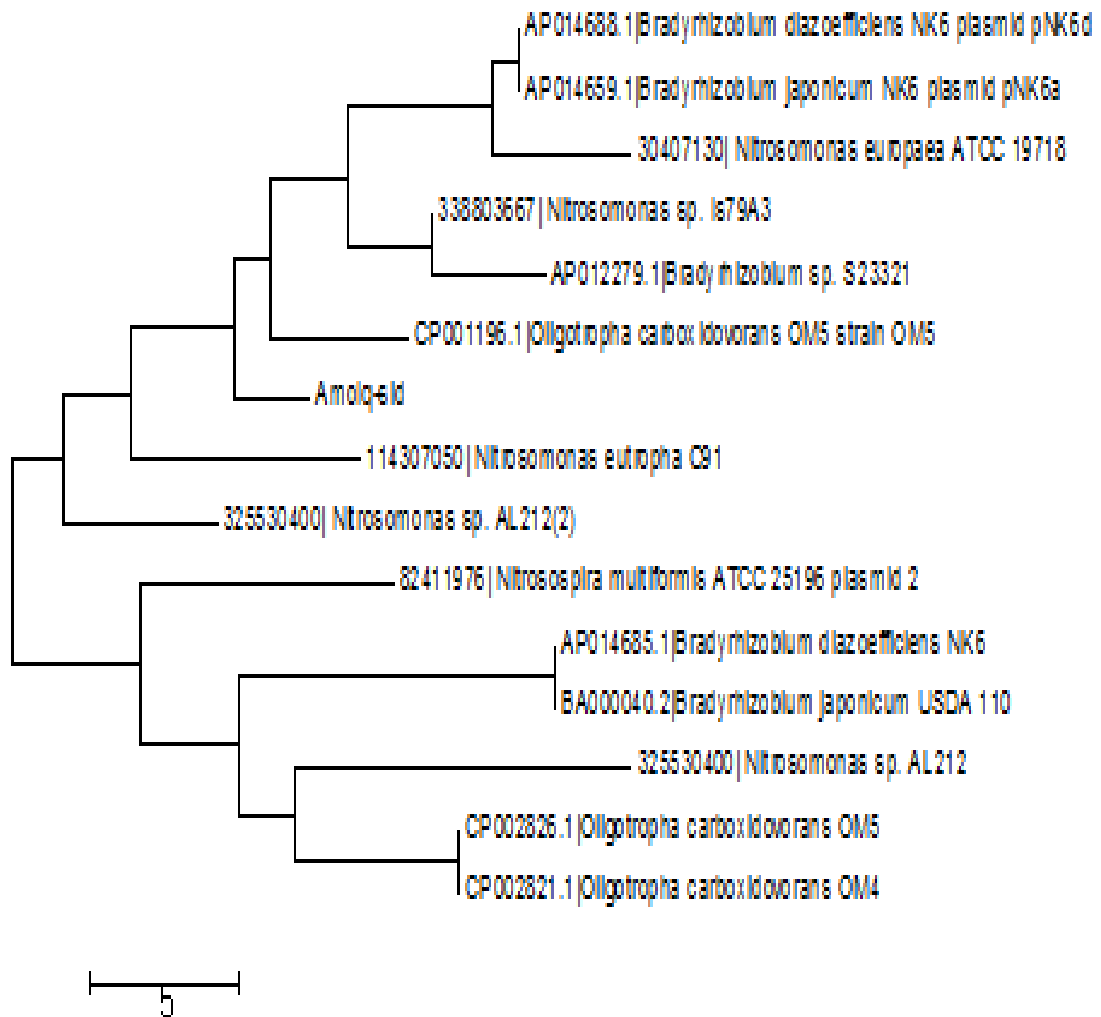 AP014688.1|Bradyrhizobium diazoefficiens NK6 plasmid pNK6d
AP014659.1|Bradyrhizobium japonicum NK6 plasmid pNK6a
30407130| Nitrosomonas europaea ATCC 19718
338803667|Nitrosomonas sp. Is79A3
AP012279.1|Bradyrhizobium sp. S23321
CP001196.1|Oligotropha carboxidovorans OM5 strain OM5
114307050|Nitrosomonas eutropha C91
325530400| Nitrosomonas sp. AL212(2)
82411976|Nitrosospira multiformis ATCC 25196 plasmid 2
AP014685.1|Bradyrhizobium diazoefficiens NK6
BA000040.2|Bradyrhizobium japonicum USDA 110
325530400|Nitrosomonas sp. AL212
CP002826.1|Oligotropha carboxidovorans OM5
CP002821.1|Oligotropha carboxidovorans OM4
5